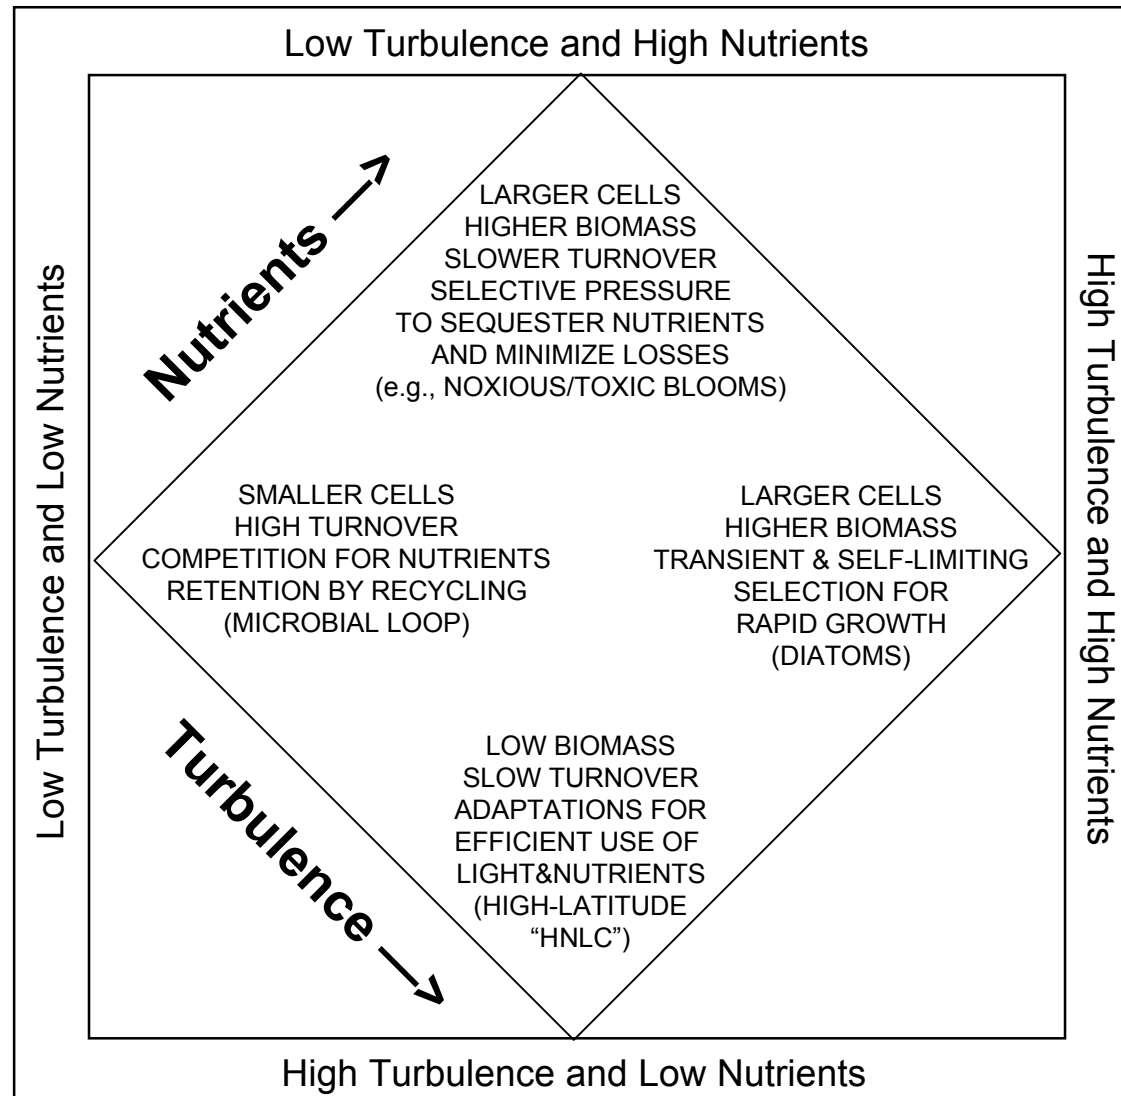 Low Turbulence and High Nutrients
Nutrients —>
LARGER CELLS
HIGHER BIOMASS
SLOWER TURNOVER
SELECTIVE PRESSURE
TO SEQUESTER NUTRIENTS
AND MINIMIZE LOSSES
(e.g., NOXIOUS/TOXIC BLOOMS)
Low Turbulence and Low Nutrients
SMALLER CELLS
HIGH TURNOVER
COMPETITION FOR NUTRIENTS
RETENTION BY RECYCLING
(MICROBIAL LOOP)
LARGER CELLS
HIGHER BIOMASS
TRANSIENT & SELF-LIMITING
SELECTION FOR
RAPID GROWTH
(DIATOMS)
High Turbulence and High Nutrients
Turbulence —>
LOW BIOMASS
SLOW TURNOVER
ADAPTATIONS FOR
EFFICIENT USE OF
LIGHT&NUTRIENTS
(HIGH-LATITUDE
“HNLC”)
High Turbulence and Low Nutrients